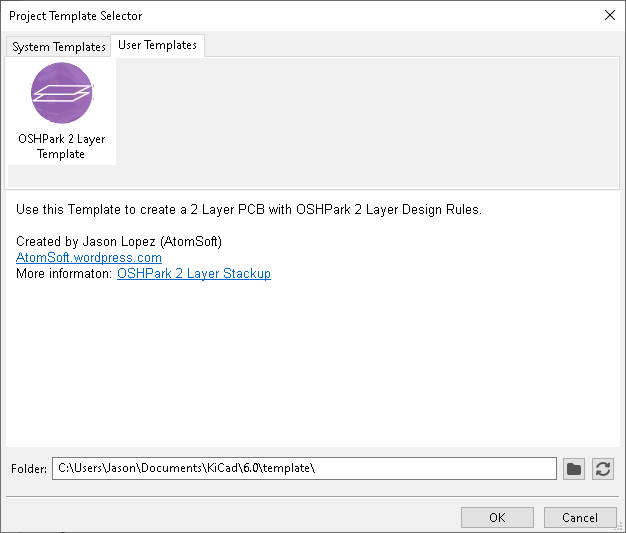 Project Template Selector
System Templates
User Templates
OSHPark 2 Layer
Template
Use this Template to create a 2 Layer PCB with OSHPark 2 Layer Design Rules.
Created by Jason Lopez (AtomSoft)
AtomSoft.wordpress.com
More informaton: OSHPark 2 Layer Stackup
Folder: C:\Users\Jason\Documents\KiCad\6.0\template\
OK
Cancel